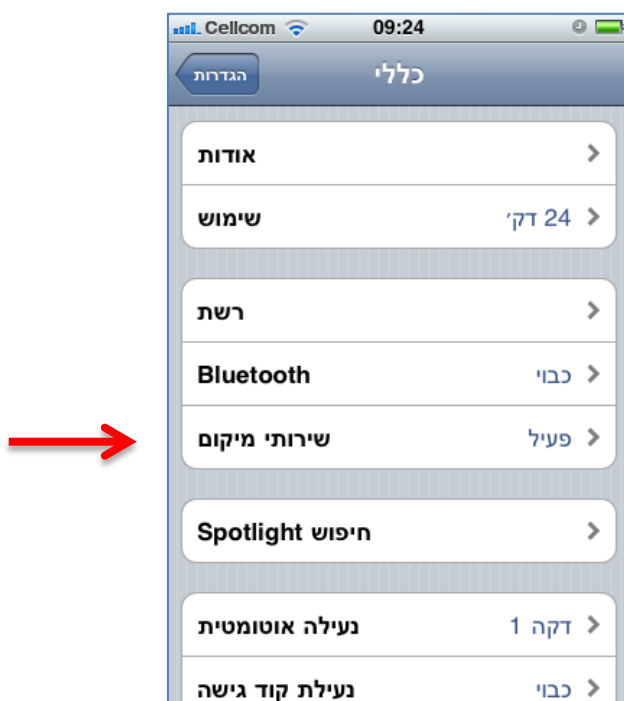 Cellcom 09:24
הגדרות כללי
אודות
שימוש 24 דק׳
רשת
Bluetooth כבוי
שירותי מיקום פעיל
חיפוש Spotlight
נעילה אוטומטית דקה 1
נעילת קוד גישה כבוי